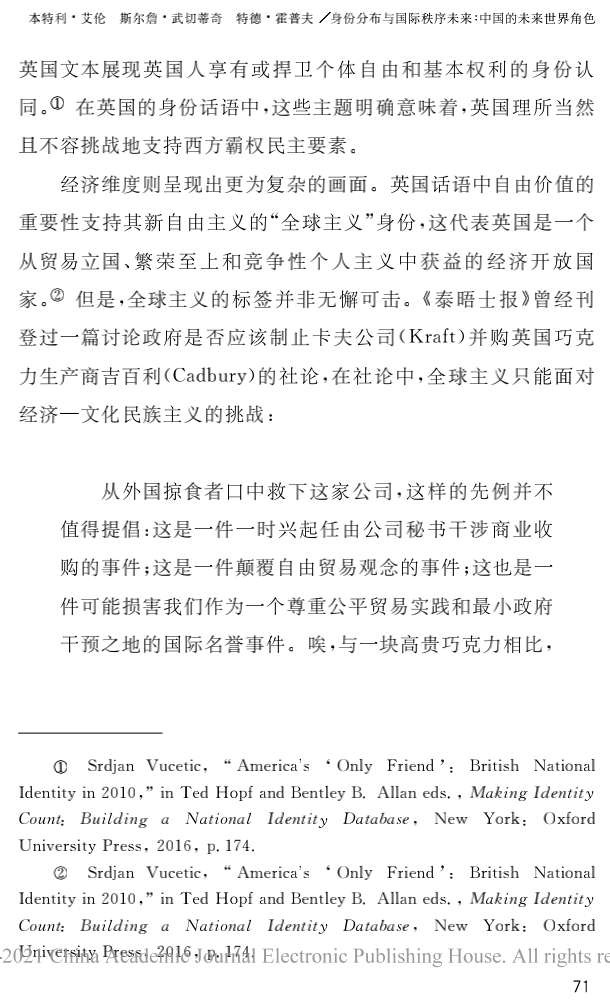 本特利·艾伦 斯尔詹·武切蒂奇 特德·霍普夫／身份分布与国际秩序未来：中国的未来世界角色
英国文本展现英国人享有或捍卫个体自由和基本权利的身份认
同。① 在英国的身份话语中，这些主题明确意味着，英国理所当然
且不容挑战地支持西方霸权民主要素。
经济维度则呈现出更为复杂的画面。英国话语中自由价值的
重要性支持其新自由主义的“全球主义”身份，这代表英国是一个
从贸易立国、繁荣至上和竞争性个人主义中获益的经济开放国
家。② 但是，全球主义的标签并非无懈可击。《泰晤士报》曾经刊
登过一篇讨论政府是否应该制止卡夫公司(Kraft)并购英国巧克
力生产商吉百利(Cadbury)的社论，在社论中，全球主义只能面对
经济—文化民族主义的挑战：
从外国掠食者口中救下这家公司，这样的先例并不
值得提倡：这是一件一时兴起任由公司秘书干涉商业收
购的事件；这是一件颠覆自由贸易观念的事件；这也是一
件可能损害我们作为一个尊重公平贸易实践和最小政府
干预之地的国际名誉事件。唉，与一块高贵巧克力相比，
① Srdjan Vucetic, “America's ‘Only Friend’: British National
Identity in 2010,” in Ted Hopf and Bentley B. Allan eds., Making Identity
Count: Building a National Identity Database, New York: Oxford
University Press, 2016, p. 174.
② Srdjan Vucetic, “America's ‘Only Friend’: British National
Identity in 2010,” in Ted Hopf and Bentley B. Allan eds., Making Identity
Count: Building a National Identity Database, New York: Oxford
University Press, 2016, p. 174.
-2021 China Academic Journal Electronic Publishing House. All rights re
71